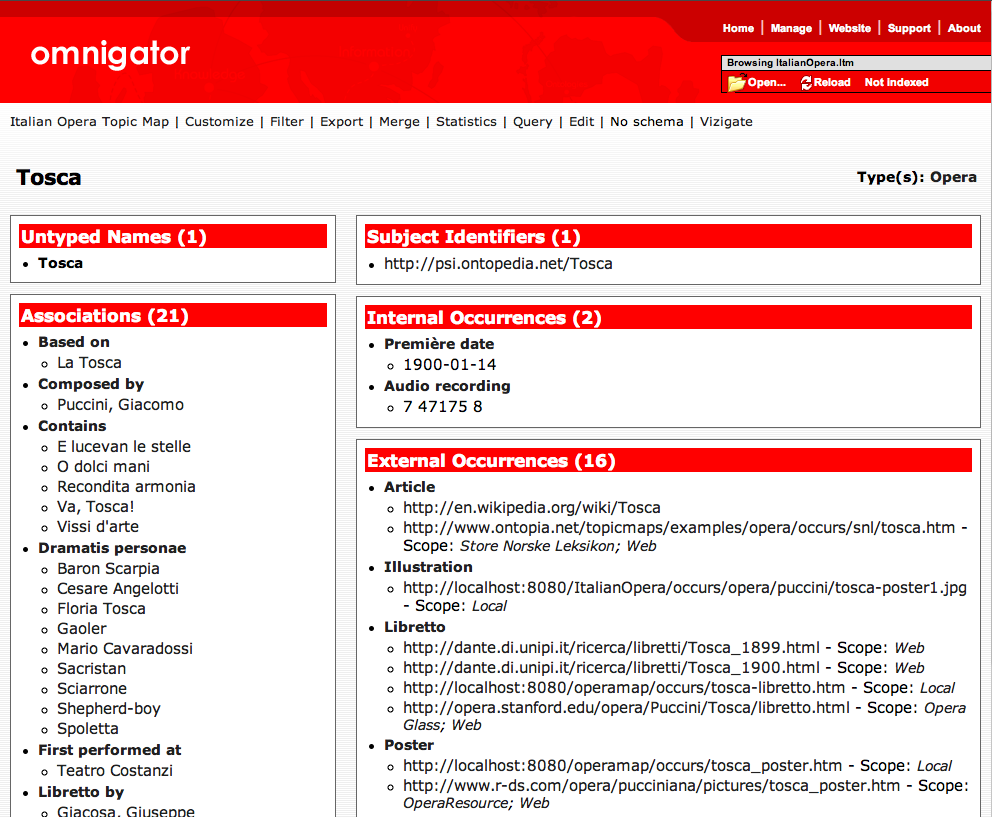 omnigator
Home | Manage | Website | Support | About
Browsing ItalianOpera.ltm
Open... Reload Not Indexed
Italian Opera Topic Map | Customize | Filter | Export | Merge | Statistics | Query | Edit | No schema | Vizigate
Tosca
Type(s): Opera
Untyped Names (1)
Tosca
Associations (21)
Based on
La Tosca
Composed by
Puccini, Giacomo
Contains
E lucevan le stelle
O dolci mani
Recondita armonia
Va, Tosca!
Vissi d'arte
Dramatis personae
Baron Scarpia
Cesare Angelotti
Floria Tosca
Gaoler
Mario Cavaradossi
Sacristan
Sciarrone
Shepherd-boy
Spoletta
First performed at
Teatro Costanzi
Libretto by
Giacosa, Giuseppe
Subject Identifiers (1)
http://psi.ontopedia.net/Tosca
Internal Occurrences (2)
Première date
1900-01-14
Audio recording
7 47175 8
External Occurrences (16)
Article
http://en.wikipedia.org/wiki/Tosca
http://www.ontopia.net/topicmaps/examples/opera/occurs/snl/tosca.htm -
Scope: Store Norske Leksikon; Web
Illustration
http://localhost:8080/ItalianOpera/occurs/opera/puccini/tosca-poster1.jpg
- Scope: Local
Libretto
http://dante.di.unipi.it/ricerca/libretti/Tosca_1899.html - Scope: Web
http://dante.di.unipi.it/ricerca/libretti/Tosca_1900.html - Scope: Web
http://localhost:8080/operamap/occurs/tosca-libretto.htm - Scope: Local
http://opera.stanford.edu/opera/Puccini/Tosca/libretto.html - Scope: Opera
Glass; Web
Poster
http://localhost:8080/operamap/occurs/tosca_poster.htm - Scope: Local
http://www.r-ds.com/opera/pucciniana/pictures/tosca_poster.htm - Scope:
OperaResource; Web